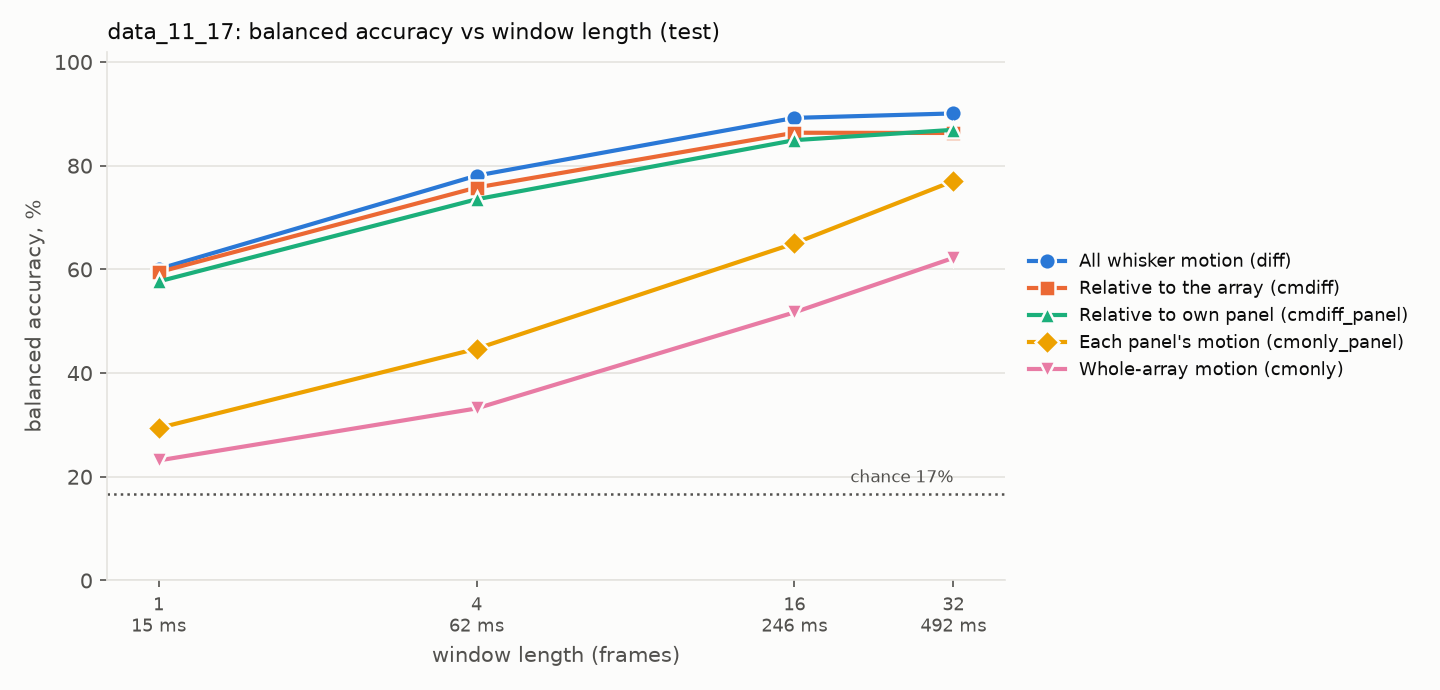 data_11_17: balanced accuracy vs window length (test)
100
80
60
40
20
0
balanced accuracy, %
chance 17%
1
15 ms
4
62 ms
16
246 ms
32
492 ms
window length (frames)
All whisker motion (diff)
Relative to the array (cmdiff)
Relative to own panel (cmdiff_panel)
Each panel's motion (cmonly_panel)
Whole-array motion (cmonly)